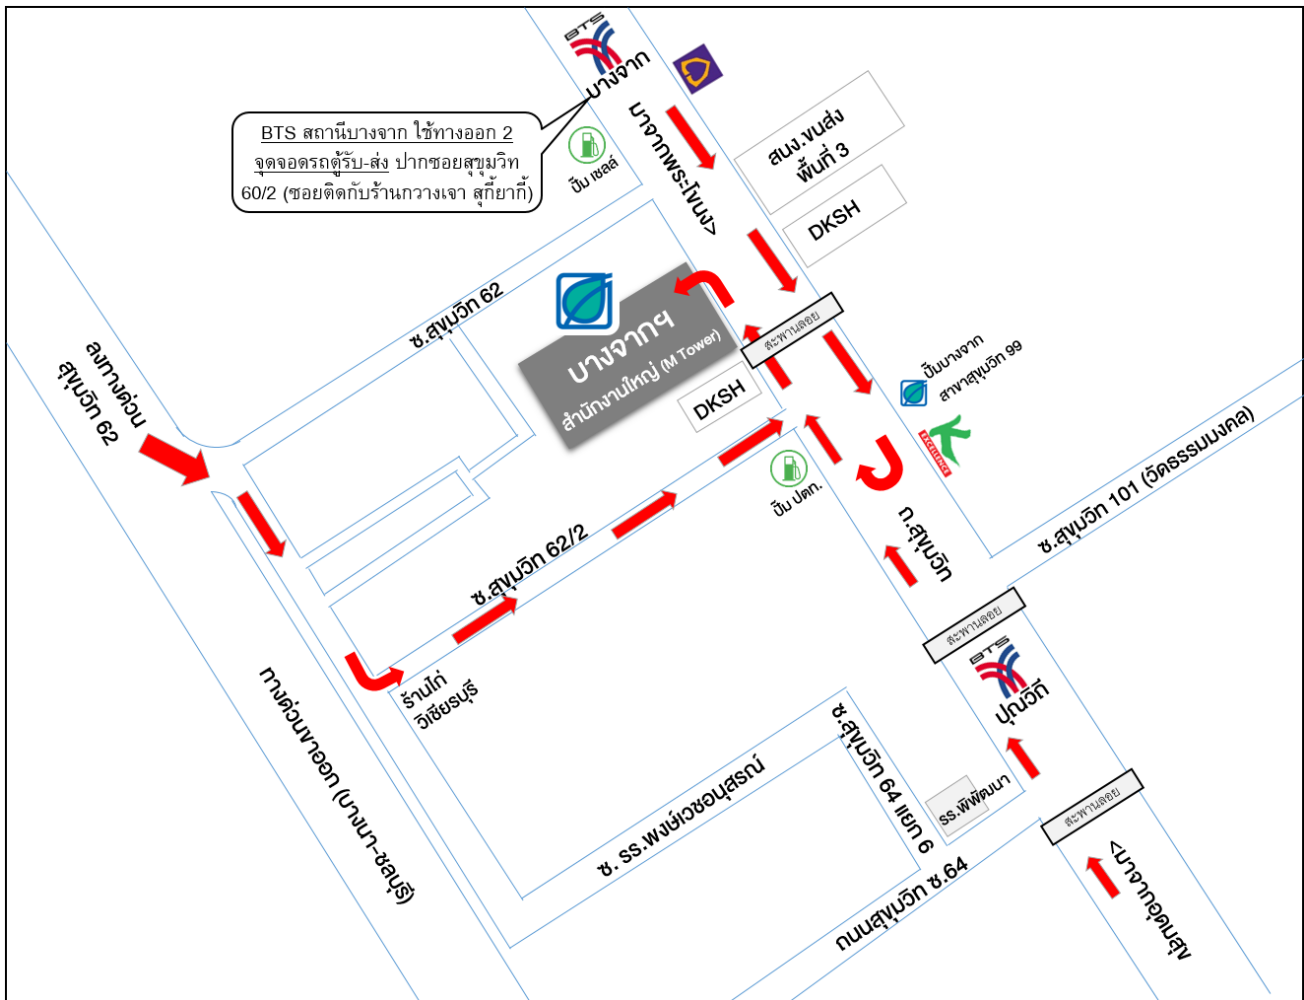 BTS
บางจาก
BTS สถานีบางจาก ใช้ทางออก 2
จุดจอดรถตู้รับ-ส่ง ปากซอยสุขุมวิท
60/2 (ซอยติดกับร้านกวางเจา สุกี้ยากี้)
ปั๊ม เชลล์
มาจากพระโขนง>
สนง.ขนส่ง
พื้นที่ 3
DKSH
ซ.สุขุมวิท 62
บางจากฯ
สำนักงานใหญ่ (M Tower)
DKSH
สะพานลอย
ปั๊มบางจาก
สาขาสุขุมวิท 99
K
EXCELLENCE
ลงทางด่วน
สุขุมวิท 62
ปั๊ม ปตท.
ถ.สุขุมวิท
ซ.สุขุมวิท 101 (วัดธรรมมงคล)
ซ.สุขุมวิท 62/2
สะพานลอย
BTS
ปุณวิถี
ร้านไก่
วิเชียรบุรี
ทางด่วนขาออก (บางนา-ชลบุรี)
ซ. รร.พงษ์เวชอนุสรณ์
ซ.สุขุมวิท 64 แยก 6
รร.พิพัฒนา
สะพานลอย
ถนนสุขุมวิท ซ.64
<มาจากอุดมสุข